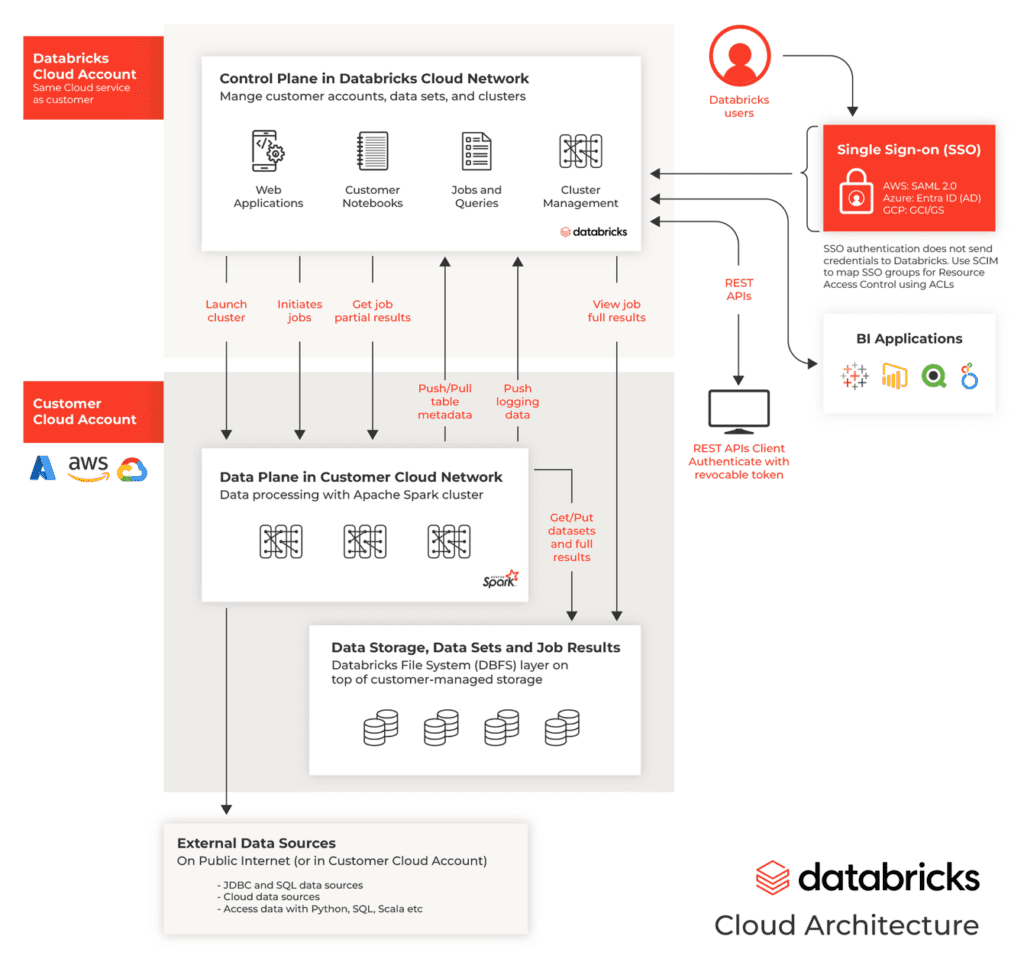 Databricks
Cloud Account
Same Cloud service
as customer
Control Plane in Databricks Cloud Network
Mange customer accounts, data sets, and clusters
Web
Applications
Customer
Notebooks
Jobs and
Queries
Cluster
Management
databricks
Databricks
users
Single Sign-on (SSO)
AWS: SAML 2.0
Azure: Entra ID (AD)
GCP: GCI/GS
SSO authentication does not send
credentials to Databricks. Use SCIM
to map SSO groups for Resource
Access Control using ACLs
Launch
cluster
Initiates
jobs
Get job
partial results
View job
full results
REST
APIs
BI Applications
Customer
Cloud Account
aws
Push/Pull
table
metadata
Push
logging
data
REST APIs Client
Authenticate with
revocable token
Data Plane in Customer Cloud Network
Data processing with Apache Spark cluster
APACHE
Spark
Get/Put
datasets
and full
results
Data Storage, Data Sets and Job Results
Databricks File System (DBFS) layer on
top of customer-managed storage
External Data Sources
On Public Internet (or in Customer Cloud Account)
- JDBC and SQL data sources
- Cloud data sources
- Access data with Python, SQL, Scala etc
databricks
Cloud Architecture